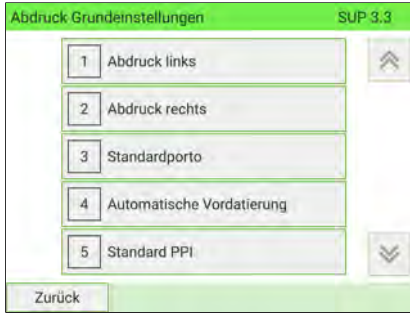 Abdruck Grundeinstellungen SUP 3.3
1 Abdruck links
2 Abdruck rechts
3 Standardporto
4 Automatische Vordatierung
5 Standard PPI
Zurück